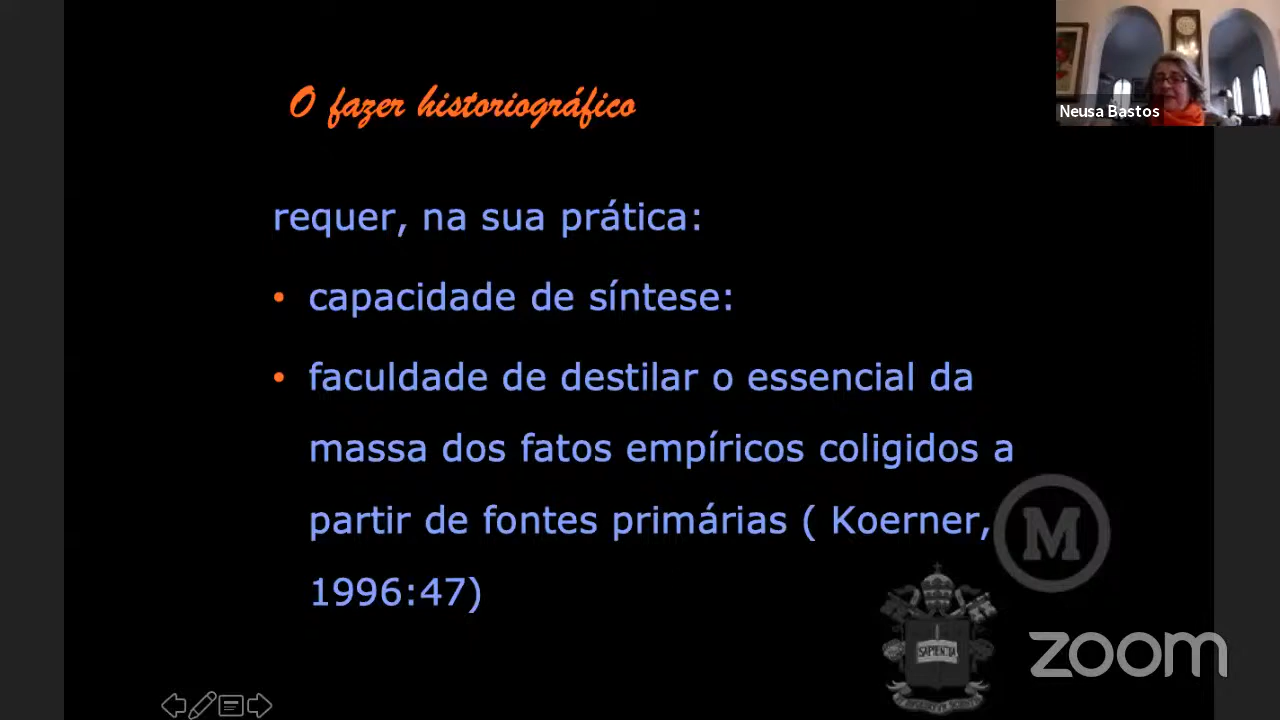 O fazer historiográfico
Neusa Bastos
requer, na sua prática:
• capacidade de síntese:
• faculdade de destilar o essencial da
massa dos fatos empíricos coligidos a
partir de fontes primárias ( Koerner,
1996:47)
M
SAPIENTIA
zoom